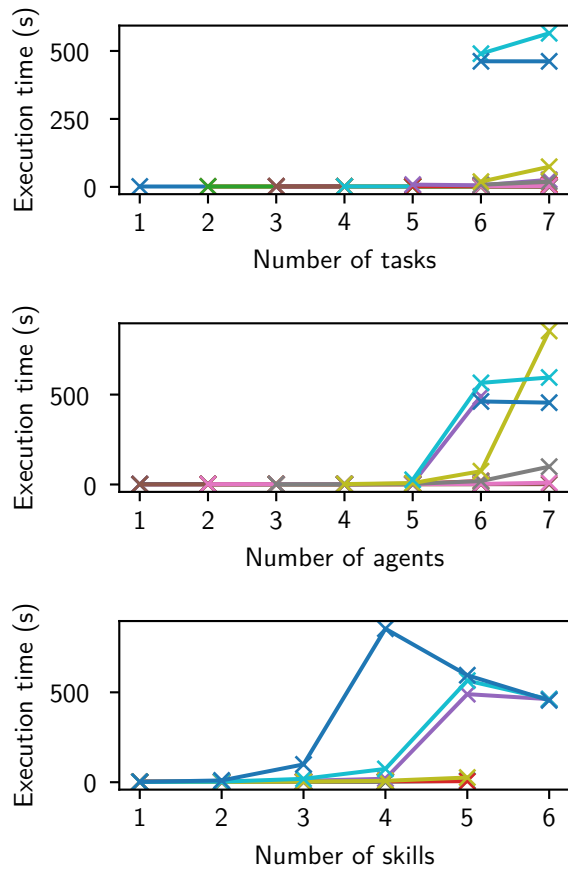 Execution time (s)
500
250
0
1 2 3 4 5 6 7
Number of tasks
Execution time (s)
500
0
1 2 3 4 5 6 7
Number of agents
Execution time (s)
500
0
1 2 3 4 5 6
Number of skills